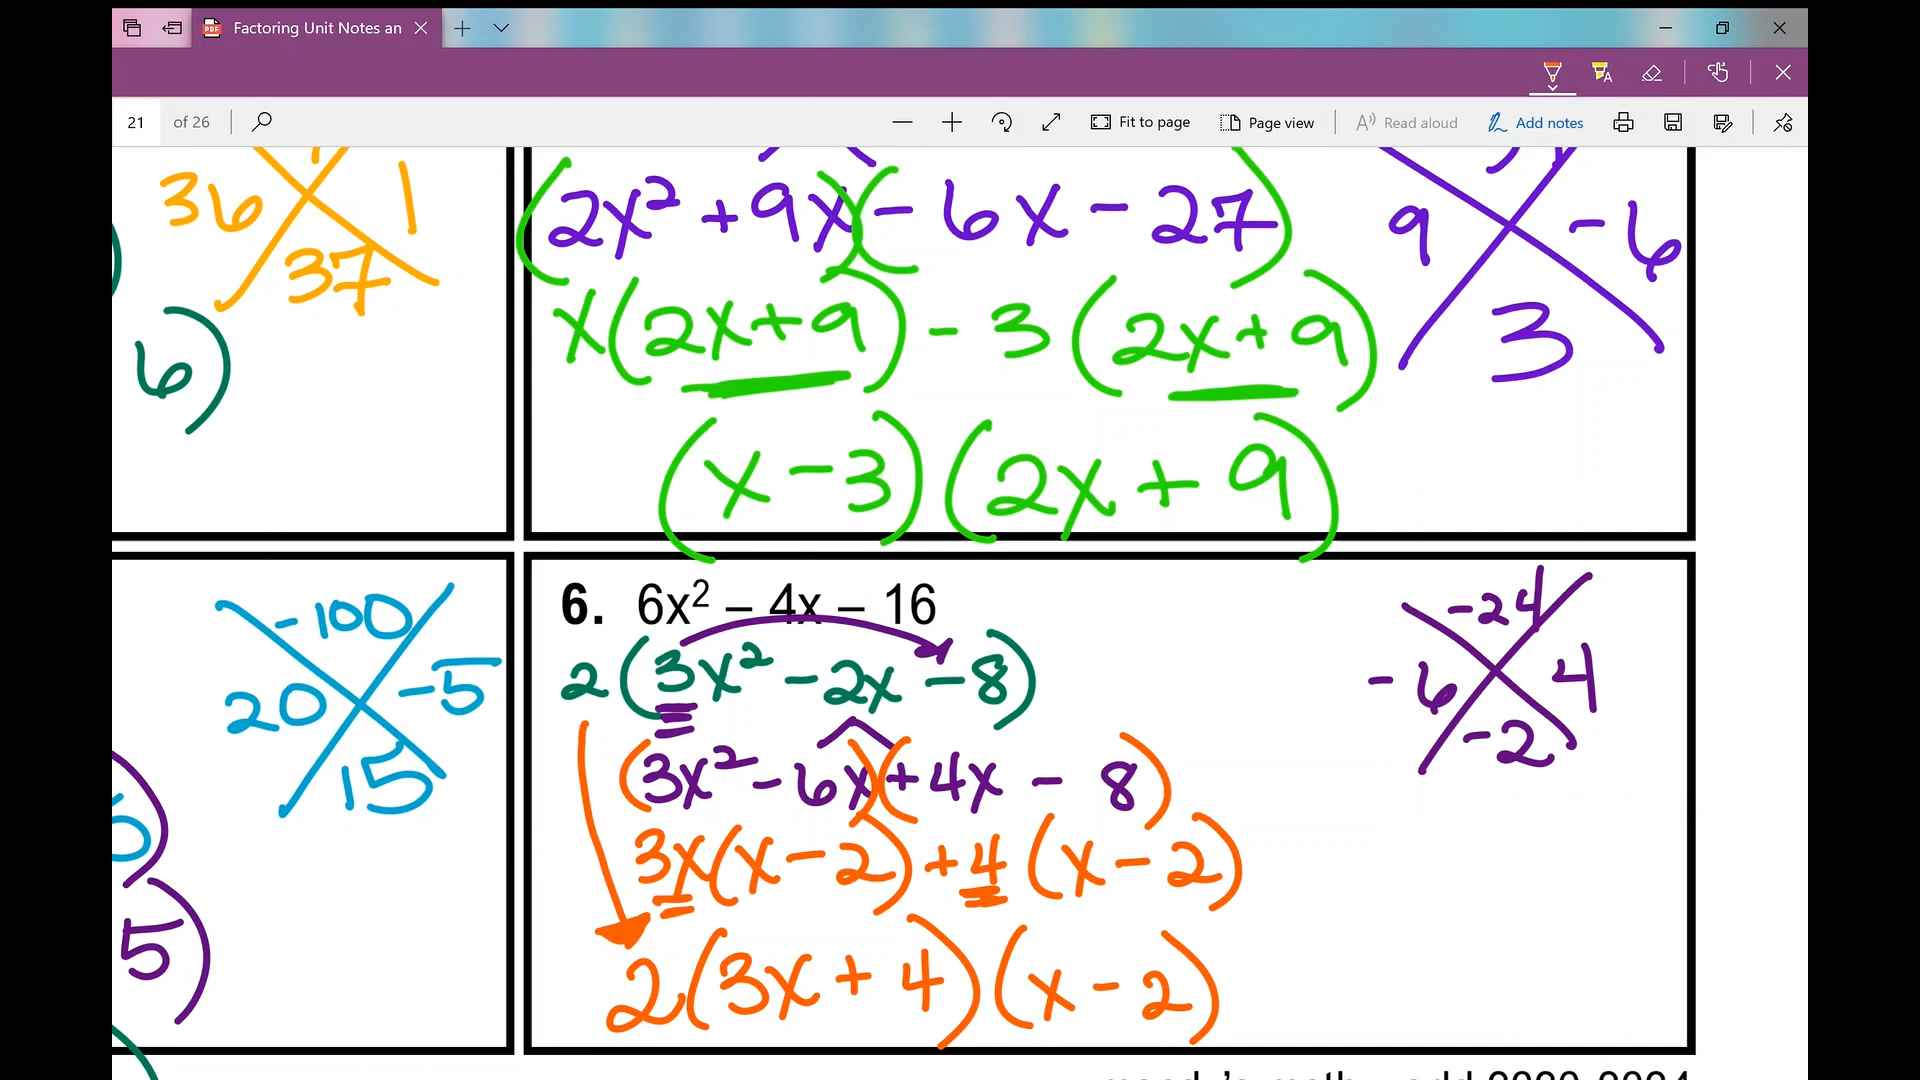 Factoring Unit Notes an
21 of 26 Fit to page Page view Read aloud Add notes
36 1
37
6)
(2x² + 9x)(- 6x - 27)
x(2x+9) - 3(2x+9)
(x - 3)(2x + 9)
9 -6
3
-100
20 -5
15
5)
6. 6x² – 4x – 16
2(3x² - 2x - 8)
(3x² - 6x)(+4x - 8)
3x(x - 2) + 4(x - 2)
2(3x + 4)(x - 2)
-24
-6 4
-2